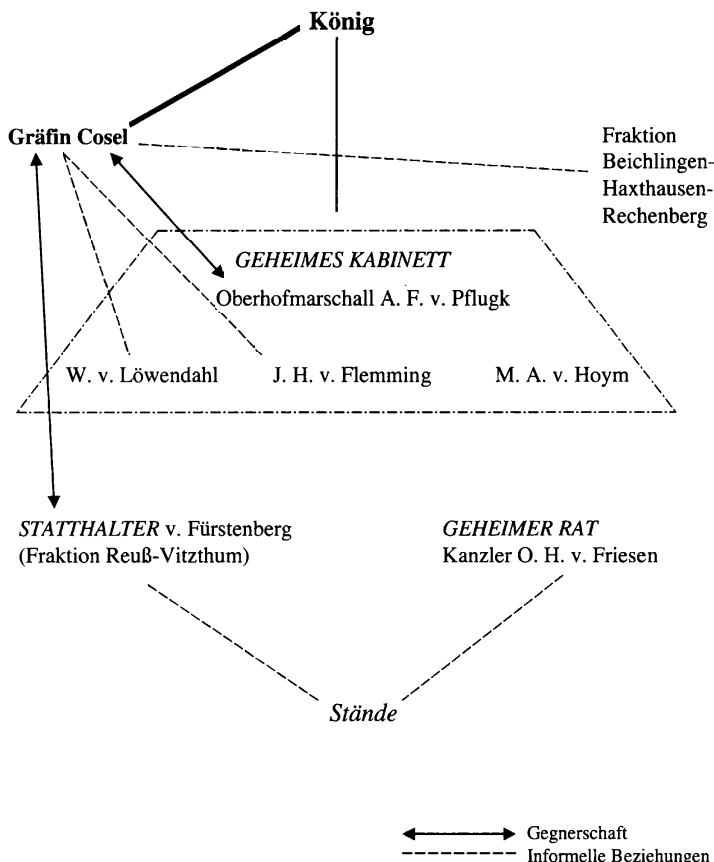 König
Gräfin Cosel
Fraktion
Beichlingen-
Haxthausen-
Rechenberg
GEHEIMES KABINETT
Oberhofmarschall A. F. v. Pflugk
W. v. Löwendahl
J. H. v. Flemming
M. A. v. Hoym
STATTHALTER v. Fürstenberg
(Fraktion Reuß-Vitzthum)
GEHEIMER RAT
Kanzler O. H. v. Friesen
Stände
Gegnerschaft
Informelle Beziehungen